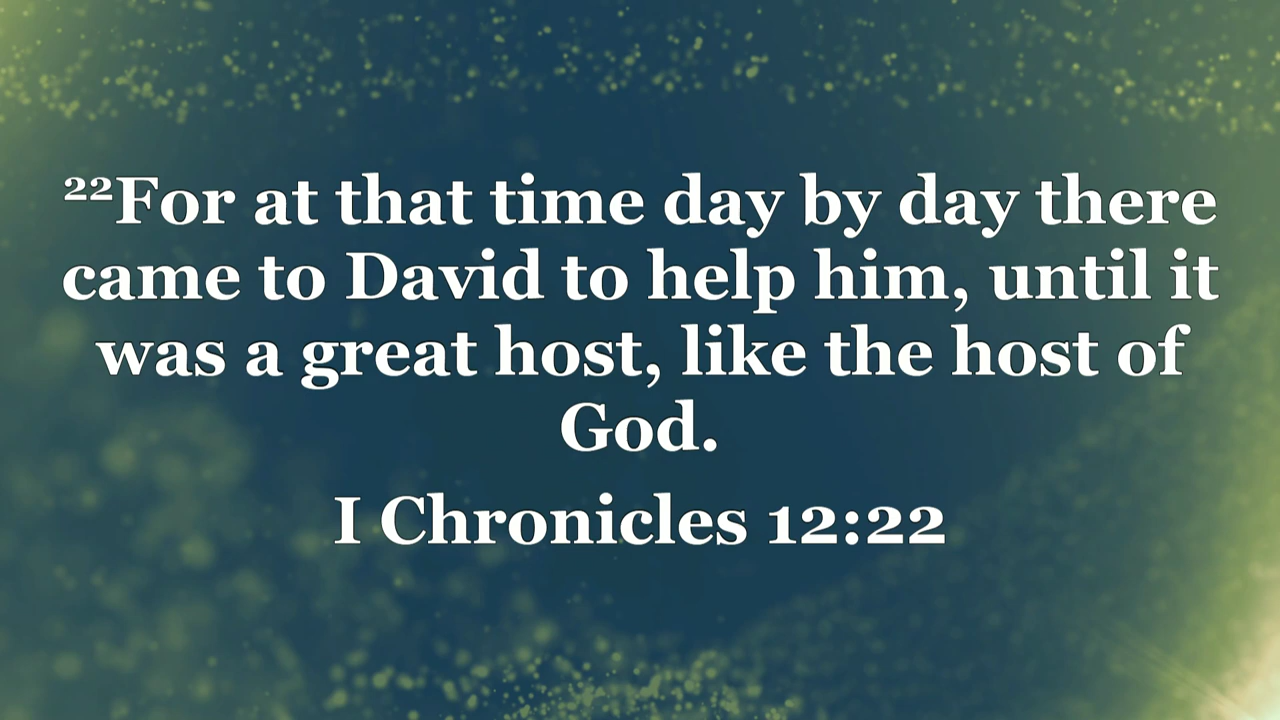 ²²For at that time day by day there
came to David to help him, until it
was a great host, like the host of
God.
I Chronicles 12:22